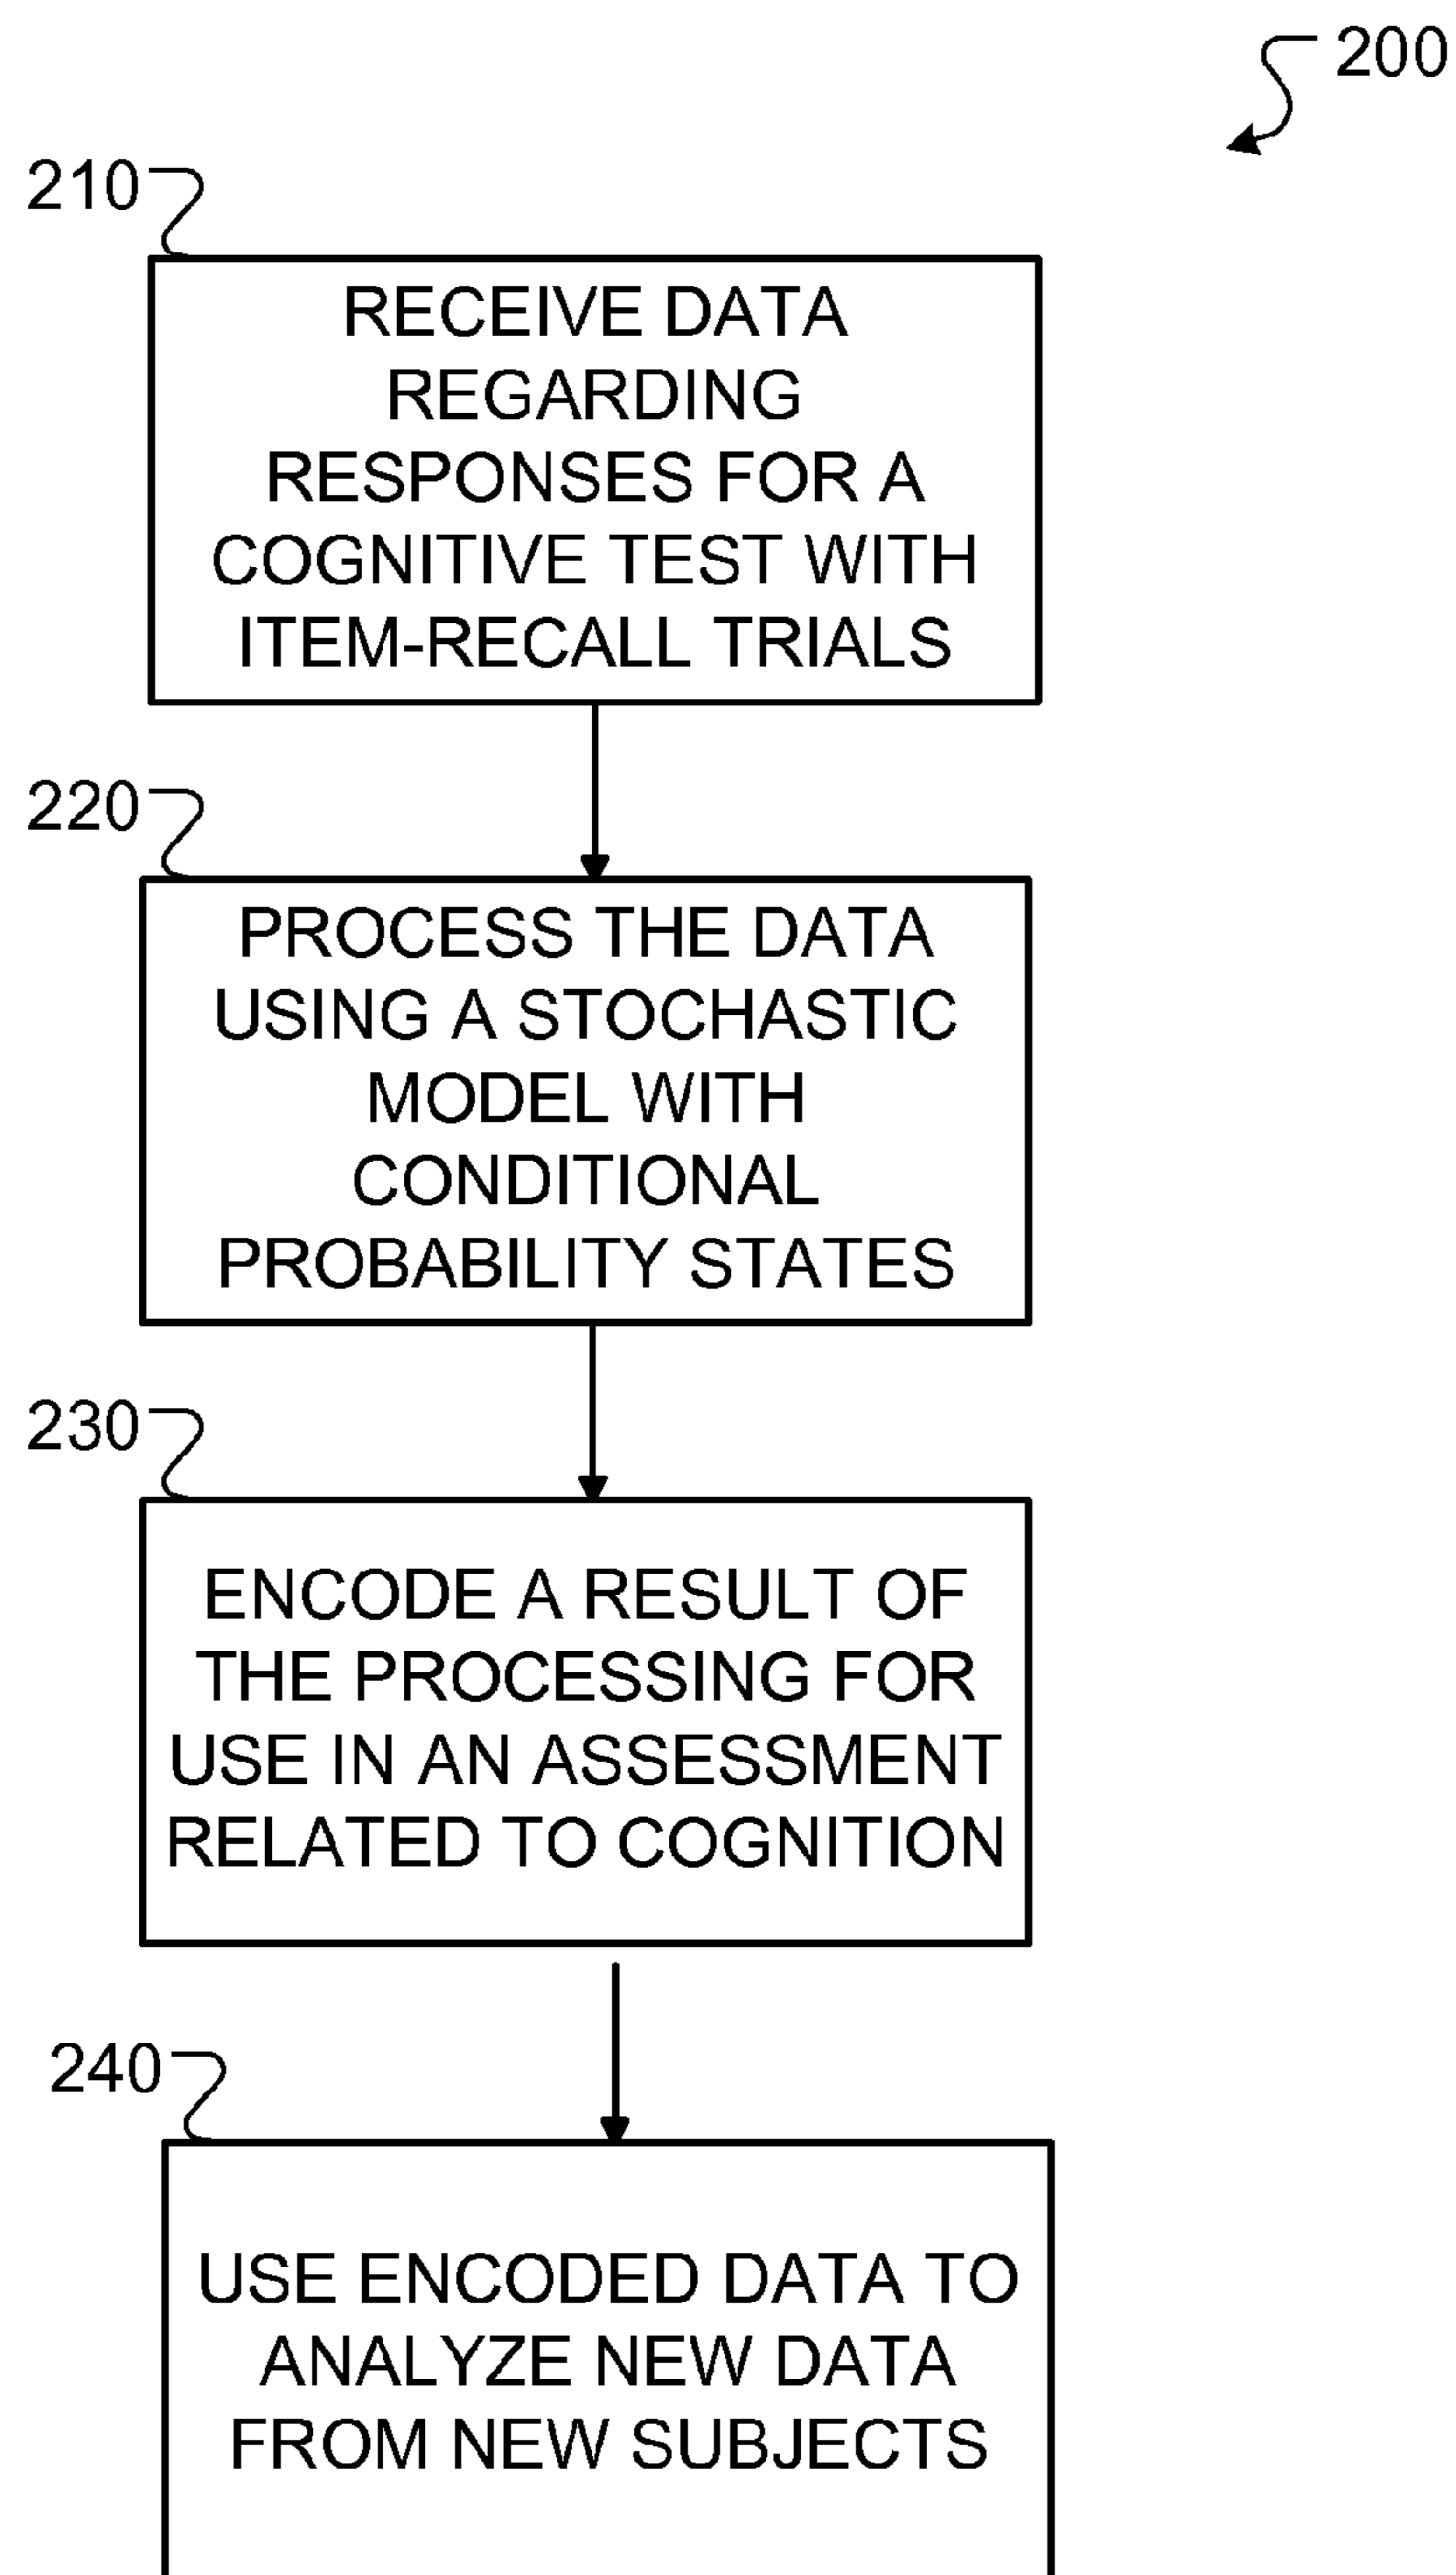 200
210
RECEIVE DATA
REGARDING
RESPONSES FOR A
COGNITIVE TEST WITH
ITEM-RECALL TRIALS
220
PROCESS THE DATA
USING A STOCHASTIC
MODEL WITH
CONDITIONAL
PROBABILITY STATES
230
ENCODE A RESULT OF
THE PROCESSING FOR
USE IN AN ASSESSMENT
RELATED TO COGNITION
240
USE ENCODED DATA TO
ANALYZE NEW DATA
FROM NEW SUBJECTS